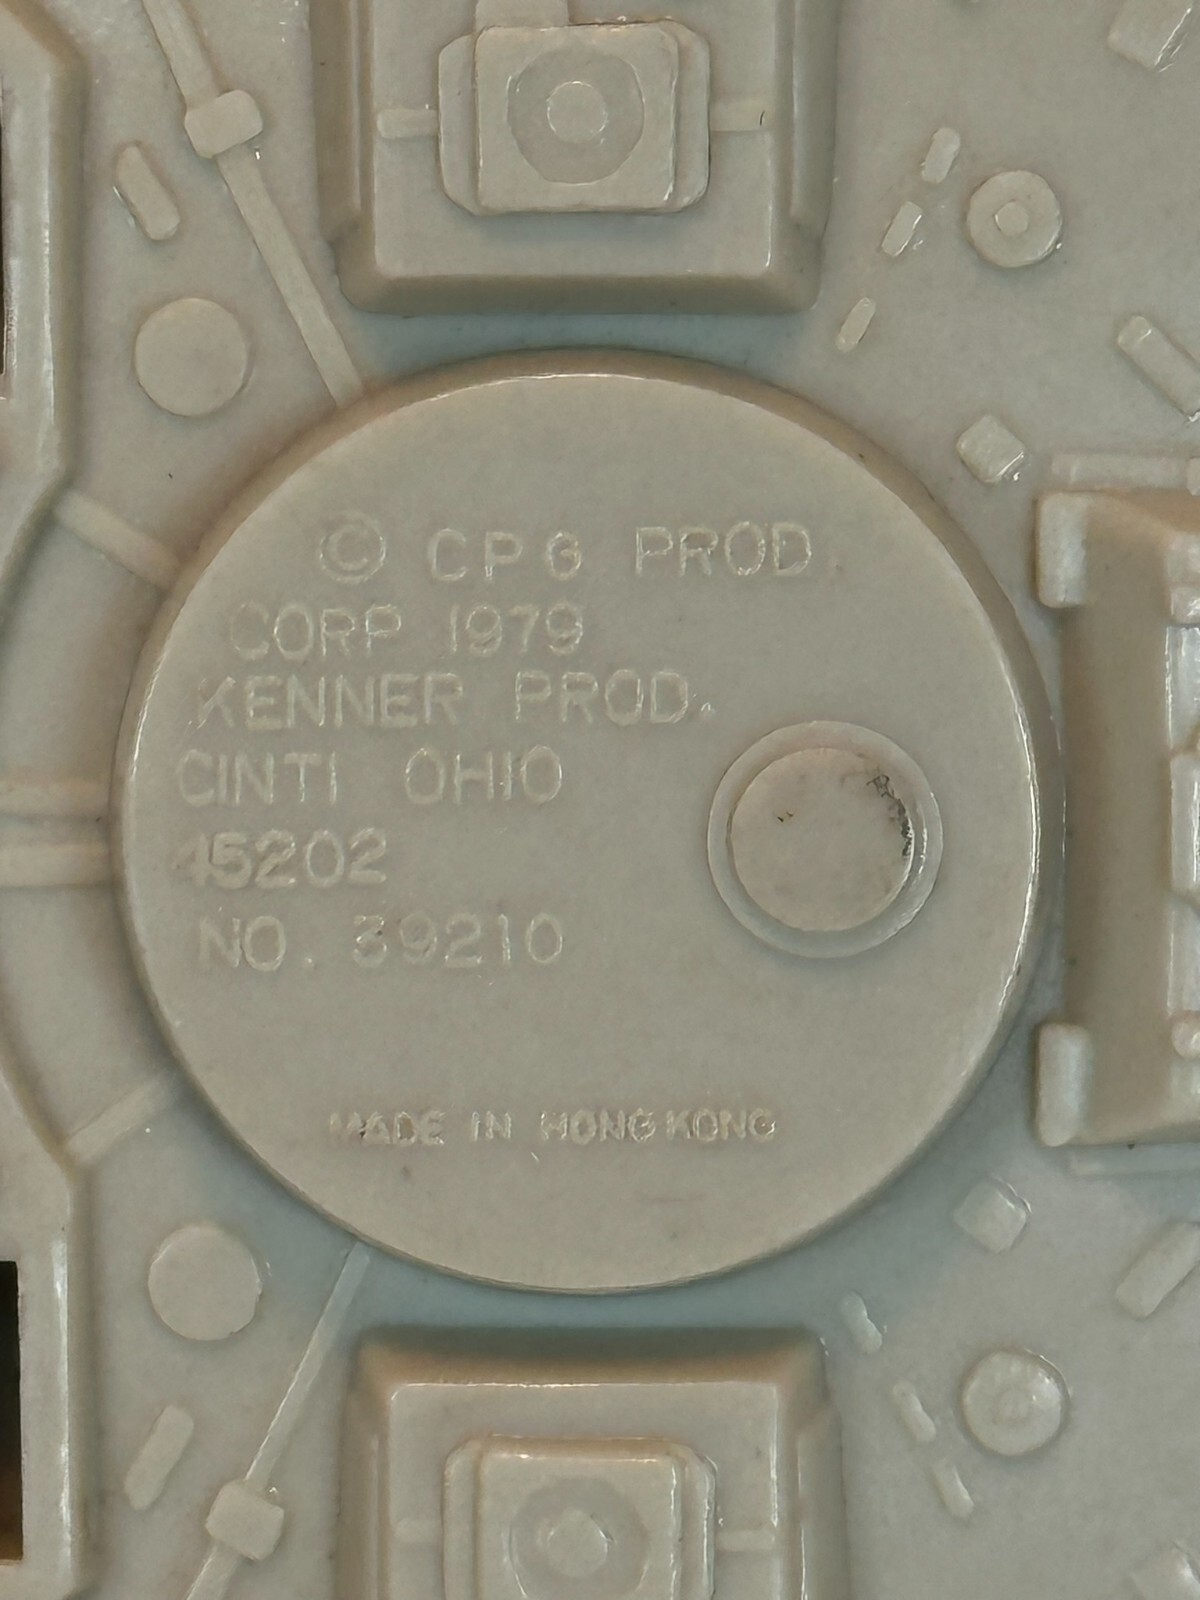 © CPG PROD.
CORP 1979
KENNER PROD.
CINTI OHIO
45202
NO. 39210
MADE IN HONG KONG